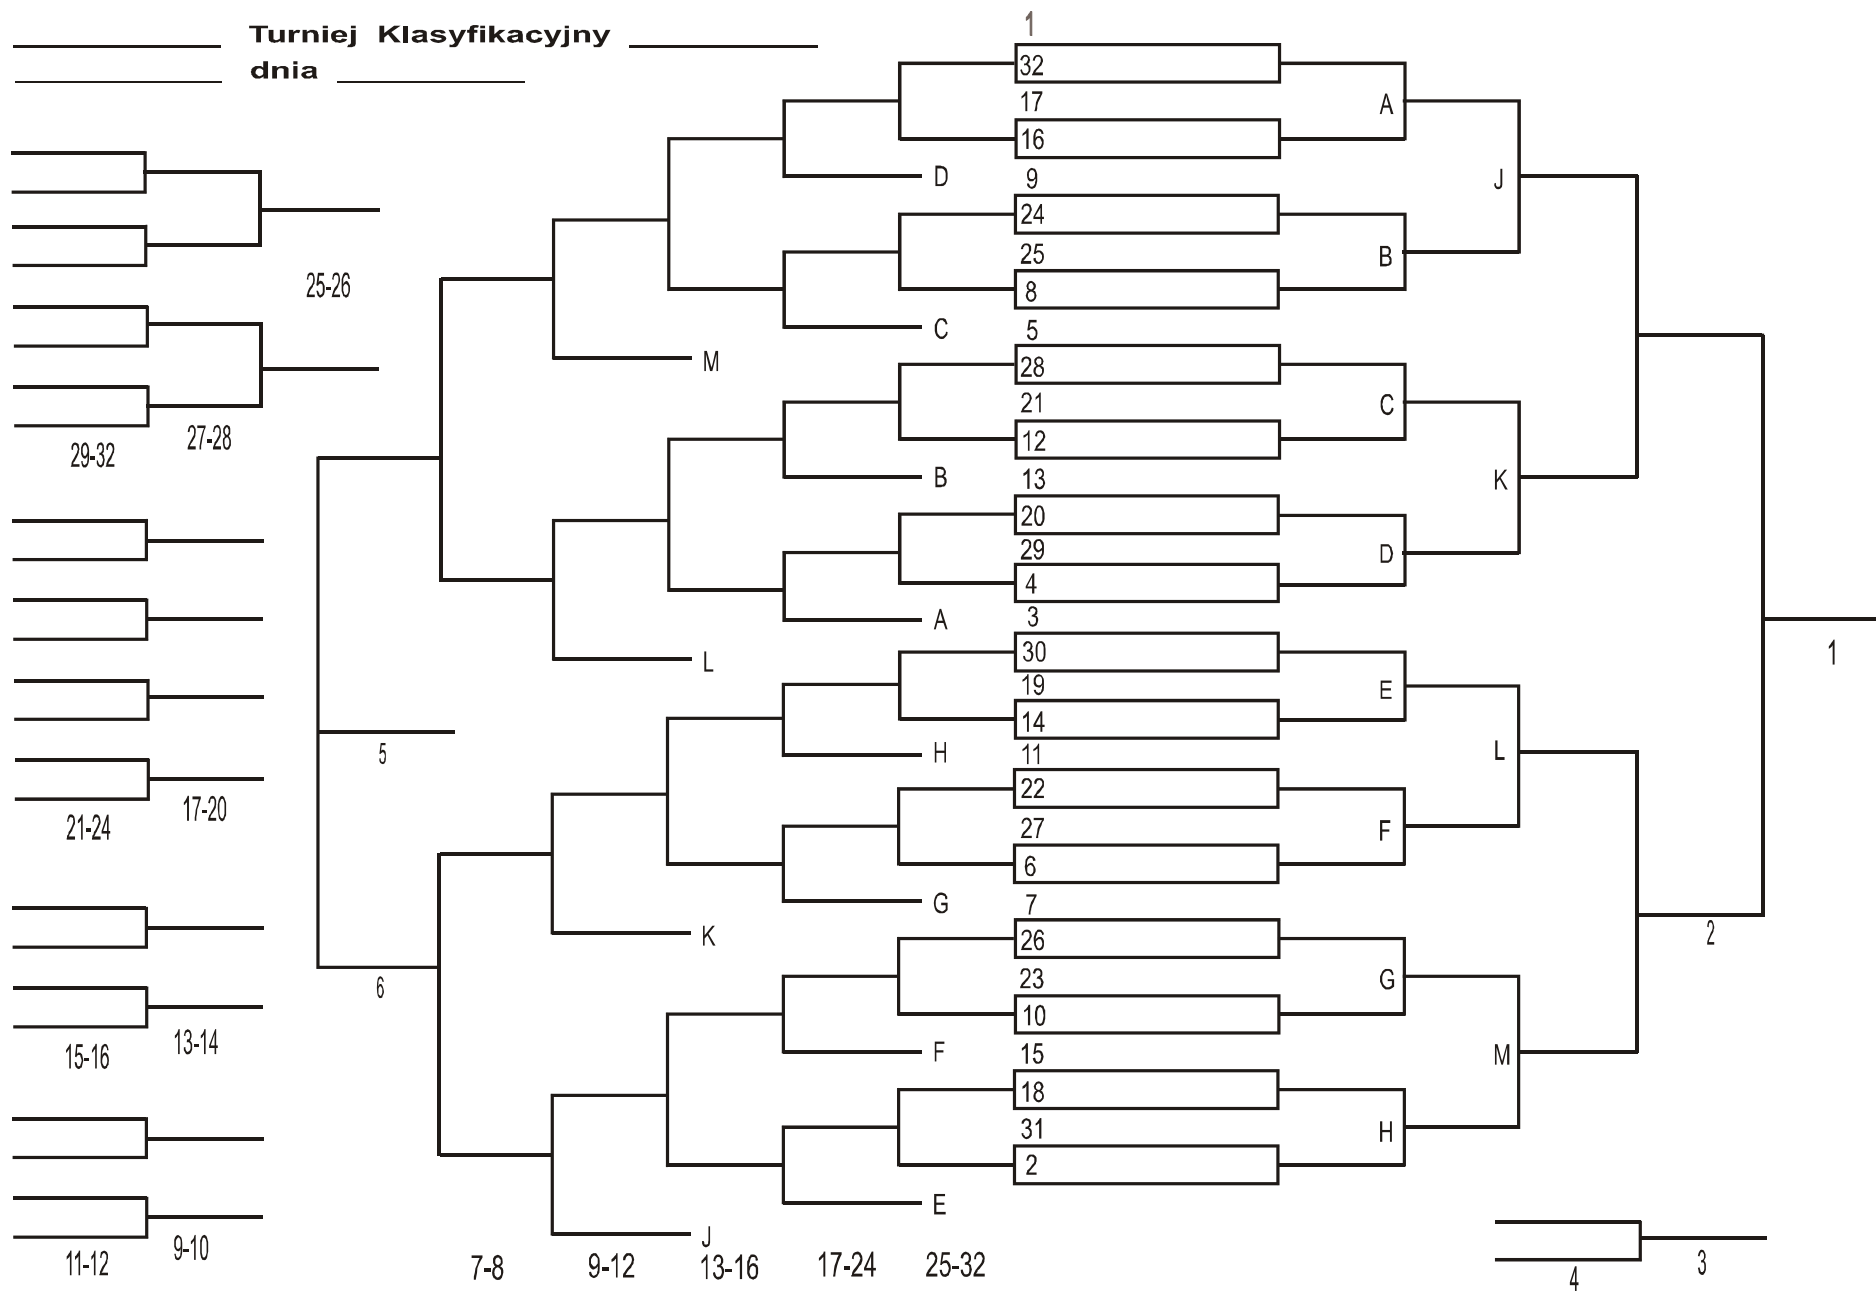 Turniej Klasyfikacyjny
dnia
1
32
17
A
16
D
9
J
24
25-26
25
B
8
C
5
M
28
21
C
27-28
12
29-32
B
13
K
20
29
D
4
A
3
L
30
1
19
E
14
5
H
11
L
22
17-20
21-24
27
F
6
G
7
K
26
2
6
23
G
10
13-14
15-16
F
15
M
18
31
H
2
E
J
9-10
11-12
7-8
9-12
13-16
17-24
25-32
3
4